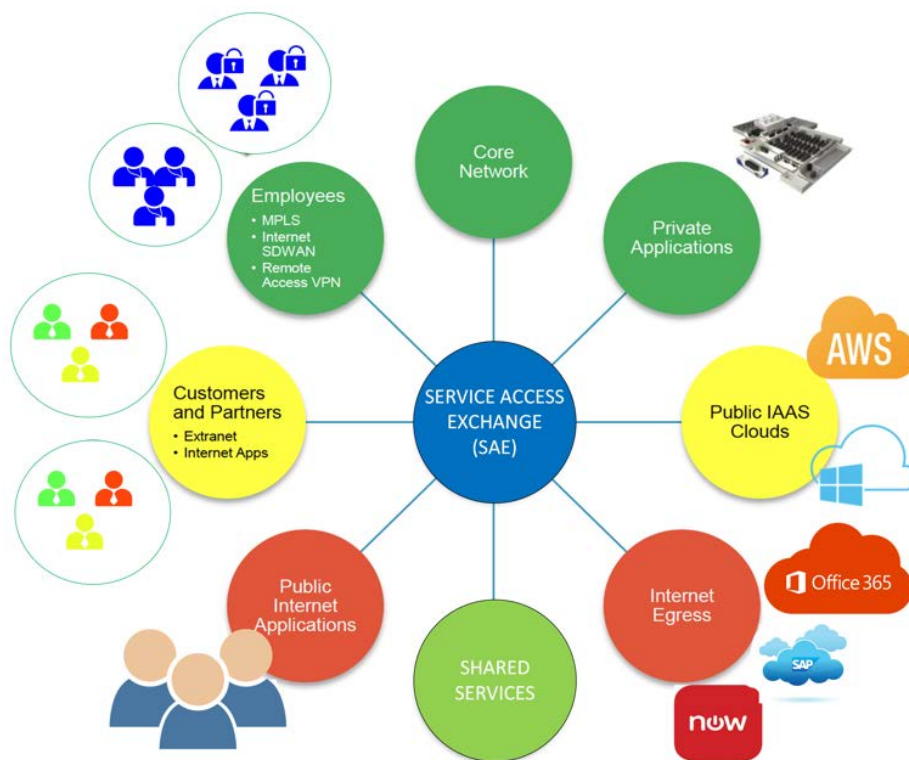 Core
Network
Employees
• MPLS
• Internet
SDWAN
• Remote
Access VPN
Private
Applications
AWS
SERVICE ACCESS
EXCHANGE
(SAE)
Customers
and Partners
• Extranet
• Internet Apps
Public IAAS
Clouds
Public
Internet
Applications
Internet
Egress
Office 365
SAP
SHARED
SERVICES
now